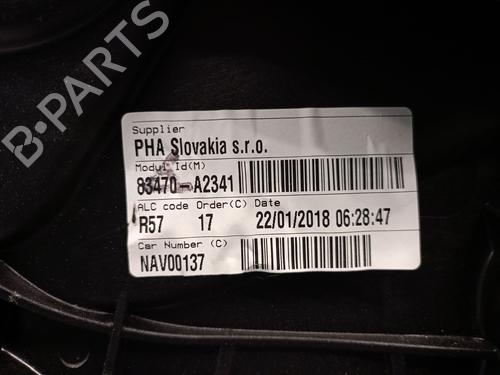 B-PARTS
Supplier
PHA Slovakia s.r.o.
Modul Id(M)
83470-A2341
ALC code Order(C) Date
R57 17 22/01/2018 06:28:47
Car Number (C)
NAV00137